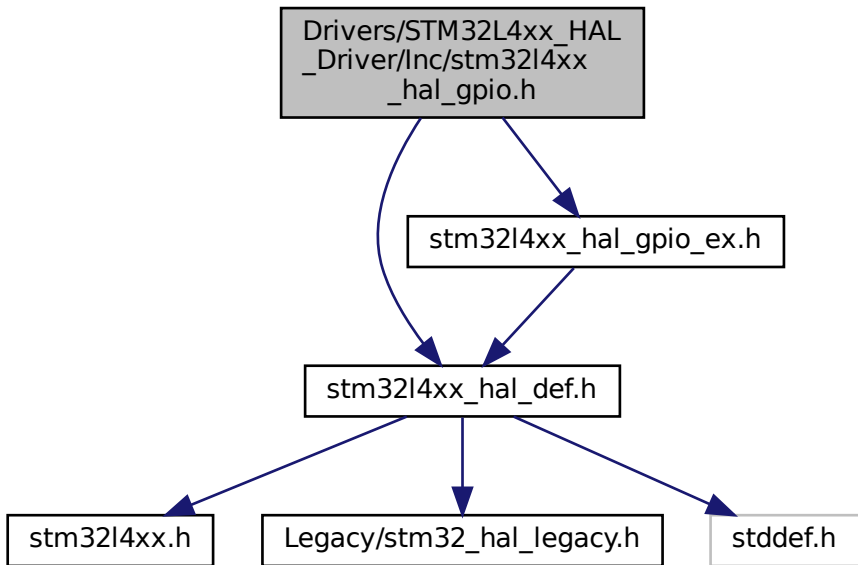 Drivers/STM32L4xx_HAL
_Driver/Inc/stm32l4xx
_hal_gpio.h
stm32l4xx_hal_gpio_ex.h
stm32l4xx_hal_def.h
stm32l4xx.h
Legacy/stm32_hal_legacy.h
stddef.h